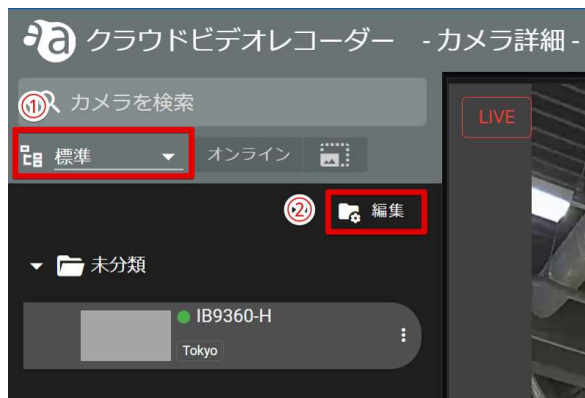 クラウドビデオレコーダー - カメラ詳細 -
① カメラを検索
LIVE
標準 オンライン
② 編集
未分類
IB9360-H
Tokyo